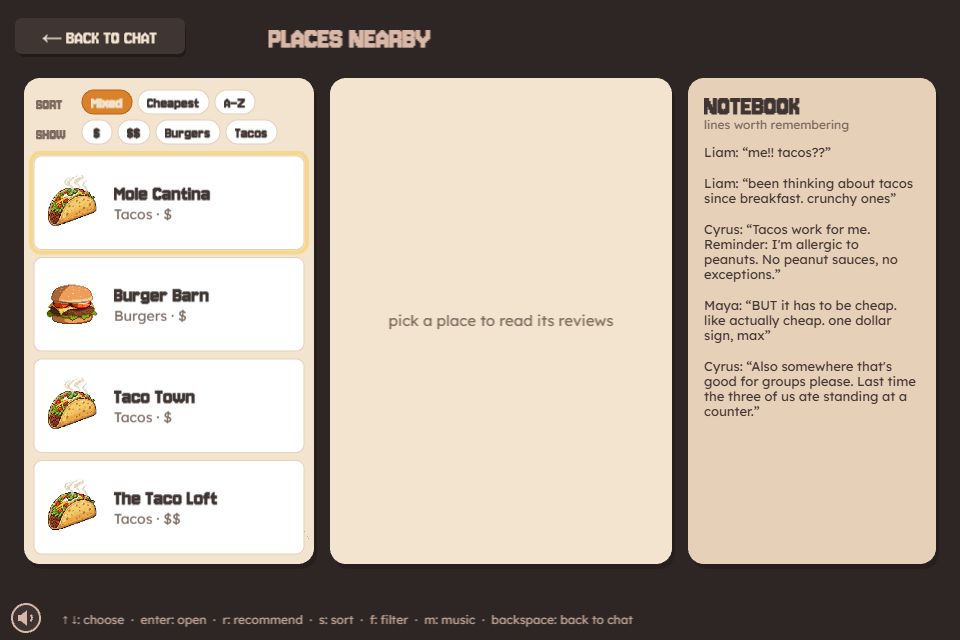 ← BACK TO CHAT
PLACES NEARBY
SORT Mixed Cheapest A-Z
SHOW $ $$ Burgers Tacos
Mole Cantina
Tacos · $
Burger Barn
Burgers · $
Taco Town
Tacos · $
The Taco Loft
Tacos · $$
pick a place to read its reviews
NOTEBOOK
lines worth remembering
Liam: “me!! tacos??”
Liam: “been thinking about tacos
since breakfast. crunchy ones”
Cyrus: “Tacos work for me.
Reminder: I'm allergic to
peanuts. No peanut sauces, no
exceptions.”
Maya: “BUT it has to be cheap.
like actually cheap. one dollar
sign, max”
Cyrus: “Also somewhere that's
good for groups please. Last time
the three of us ate standing at a
counter.”
↑ ↓: choose · enter: open · r: recommend · s: sort · f: filter · m: music · backspace: back to chat